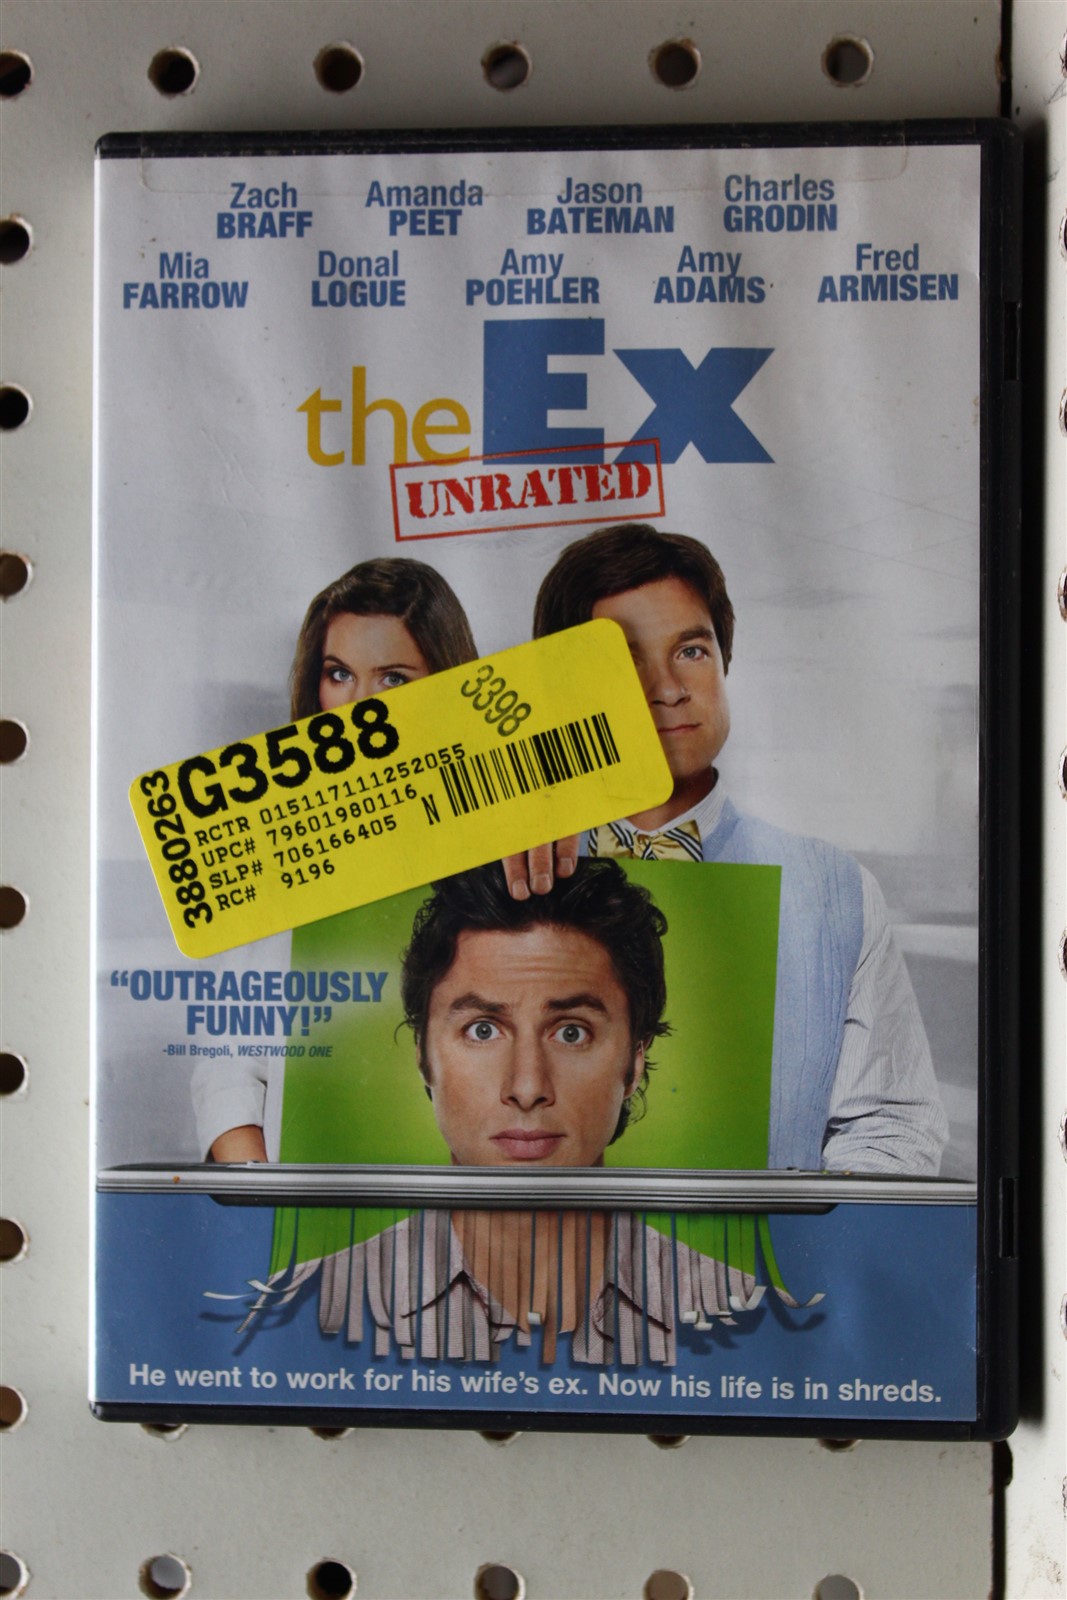 Zach Amanda Jason Charles
BRAFF PEET BATEMAN GRODIN
Mia Donal Amy Amy Fred
FARROW LOGUE POEHLER ADAMS ARMISEN
the Ex
UNRATED
3398
G3588
3880263
RCTR 015117111252055
UPC# 79601980116
N
SLP# 706166405
RC# 9196
“OUTRAGEOUSLY
FUNNY!”
-Bill Bregoli, WESTWOOD ONE
He went to work for his wife's ex. Now his life is in shreds.